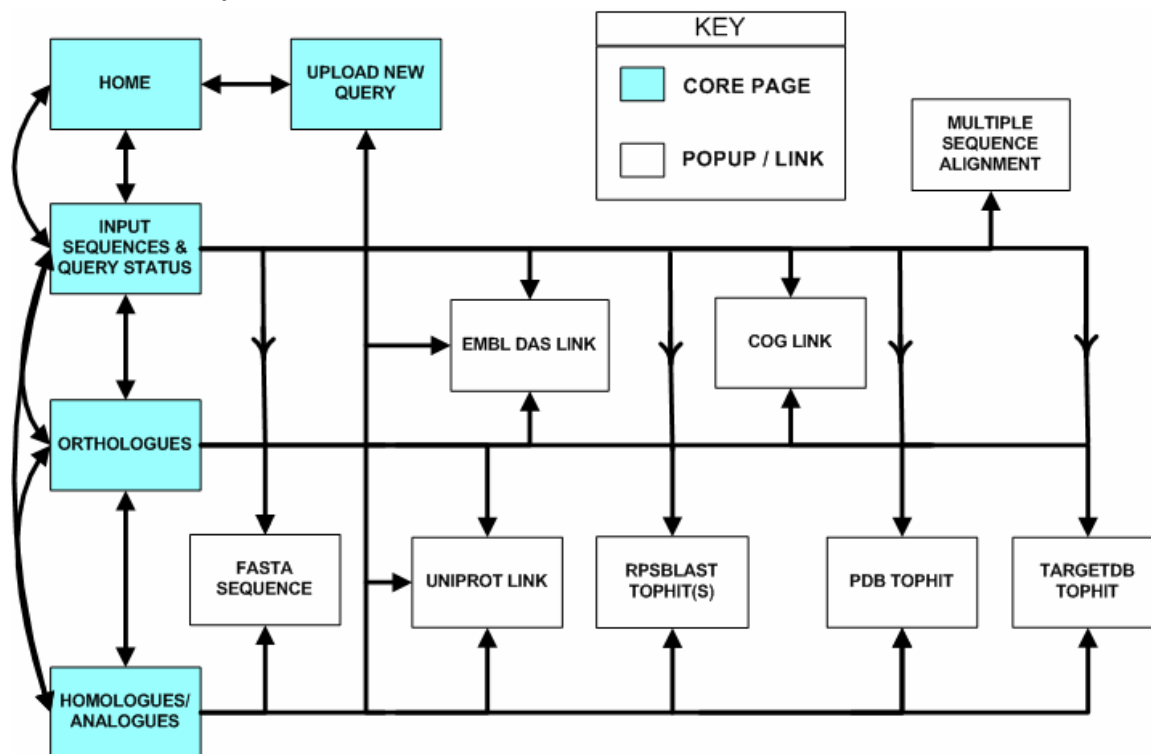 KEY
CORE PAGE
POPUP / LINK
HOME
UPLOAD NEW
QUERY
MULTIPLE
SEQUENCE
ALIGNMENT
INPUT
SEQUENCES &
QUERY STATUS
EMBL DAS LINK
COG LINK
ORTHOLOGUES
FASTA
SEQUENCE
UNIPROT LINK
RPSBLAST
TOPHIT(S)
PDB TOPHIT
TARGETDB
TOPHIT
HOMOLOGUES/
ANALOGUES